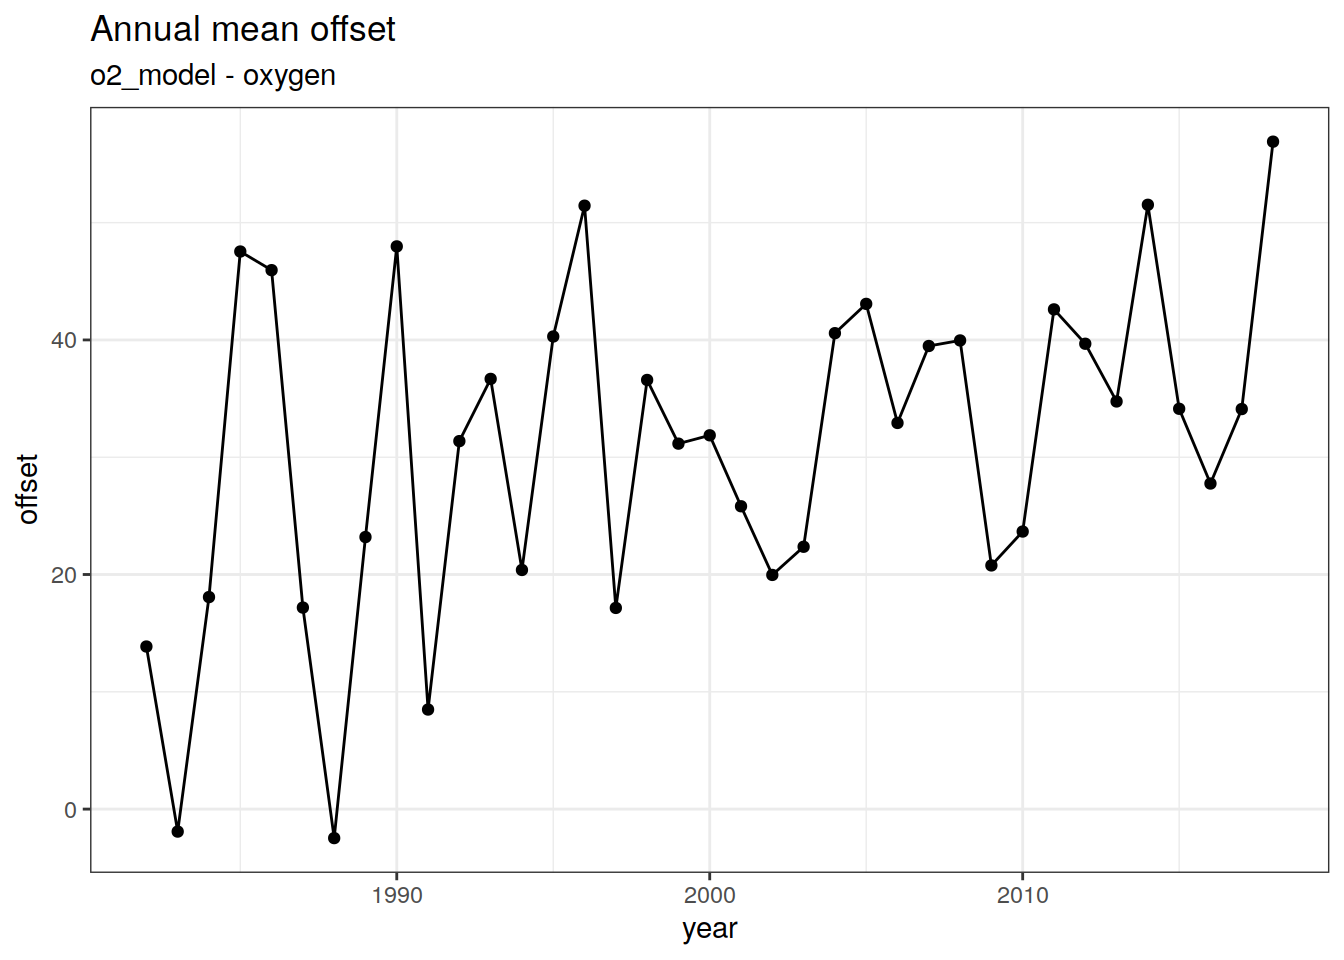 Annual mean offset
o2_model - oxygen
offset
40
20
0
1990 2000 2010
year